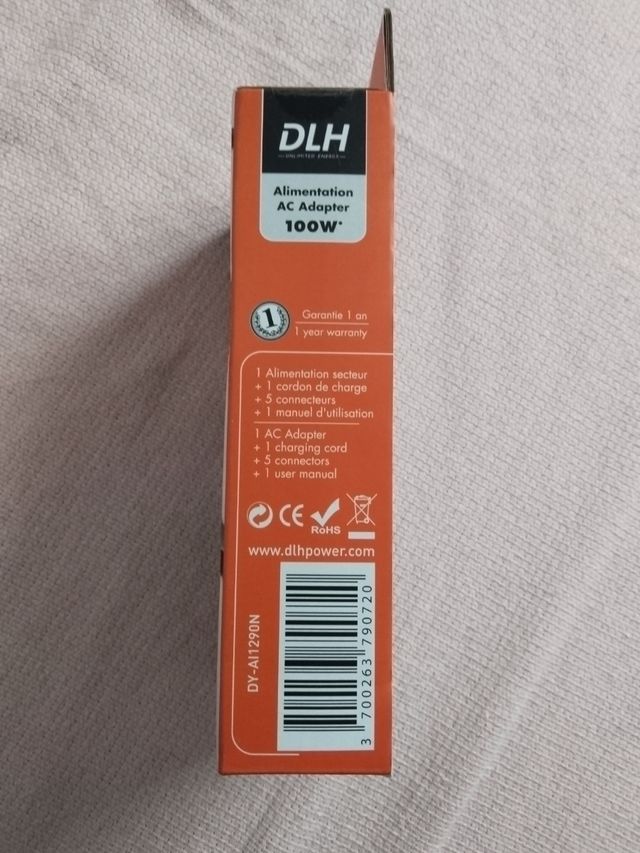 DLH
UNLIMITED ENERGY
Alimentation
AC Adapter
100W*
1
Garantie 1 an
1 year warranty
1 Alimentation secteur
+ 1 cordon de charge
+ 5 connecteurs
+ 1 manuel d'utilisation
1 AC Adapter
+ 1 charging cord
+ 5 connectors
+ 1 user manual
CE
RoHS
www.dlhpower.com
DY-AI1290N
3 700263 790720